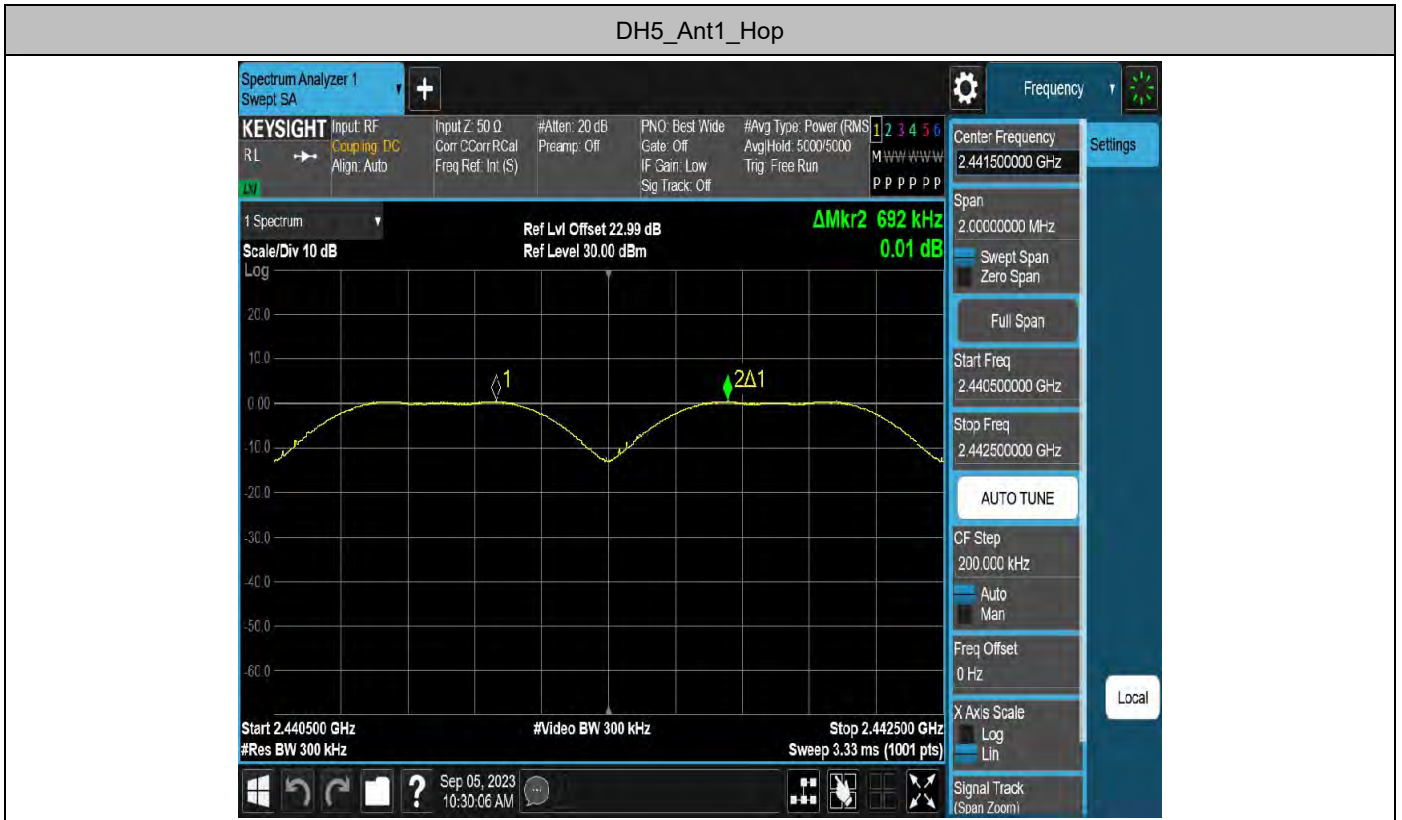 DH5_Ant1_Hop
Spectrum Analyzer 1
Swept SA
+
Frequency
KEYSIGHT
RL
LXI
Input: RF
Coupling: DC
Align: Auto
Input Z: 50 Ω
Corr CCorr RCal
Freq Ref: Int (S)
#Atten: 20 dB
Preamp: Off
PNO: Best Wide
Gate: Off
IF Gain: Low
Sig Track: Off
#Avg Type: Power (RMS
Avg|Hold: 5000/5000
Trig: Free Run
1 2 3 4 5 6
M W W W W W
P P P P P P
1 Spectrum
Scale/Div 10 dB
Log
Ref Lvl Offset 22.99 dB
Ref Level 30.00 dBm
ΔMkr2 692 kHz
0.01 dB
20.0
10.0
0.00
-10.0
-20.0
-30.0
-40.0
-50.0
-60.0
1
2Δ1
Start 2.440500 GHz
#Res BW 300 kHz
#Video BW 300 kHz
Stop 2.442500 GHz
Sweep 3.33 ms (1001 pts)
Center Frequency
2.441500000 GHz
Settings
Span
2.00000000 MHz
Swept Span
Zero Span
Full Span
Start Freq
2.440500000 GHz
Stop Freq
2.442500000 GHz
AUTO TUNE
CF Step
200.000 kHz
Auto
Man
Freq Offset
0 Hz
X Axis Scale
Log
Lin
Local
Signal Track
(Span Zoom)
?
Sep 05, 2023
10:30:06 AM